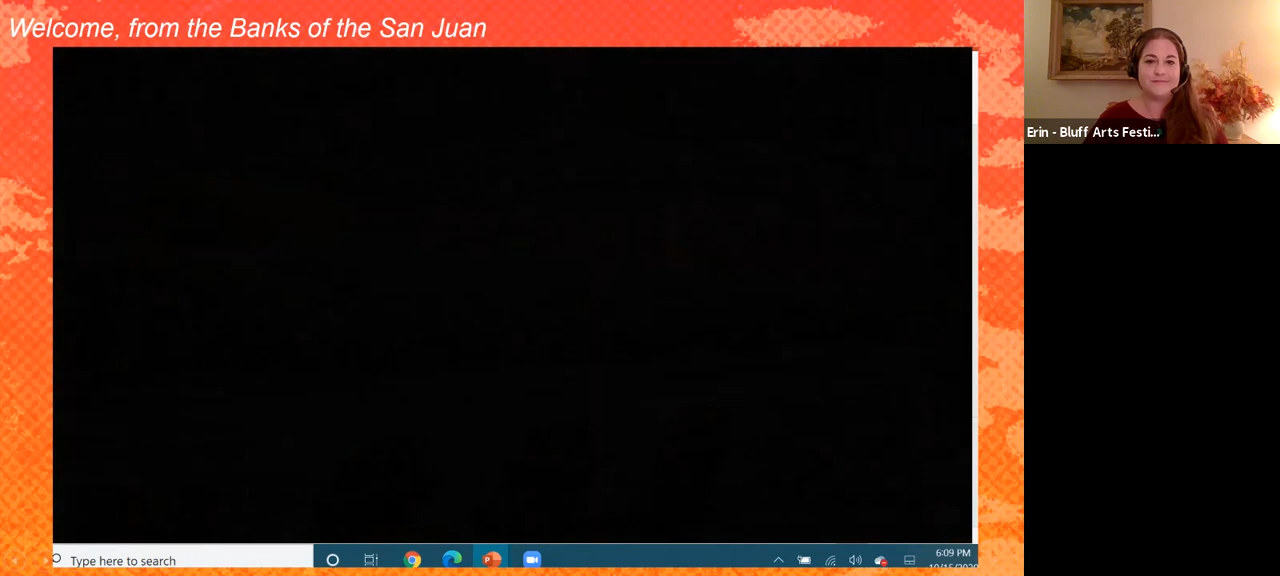 Welcome, from the Banks of the San Juan
Erin - Bluff Arts Festi...
Type here to search
6:09 PM